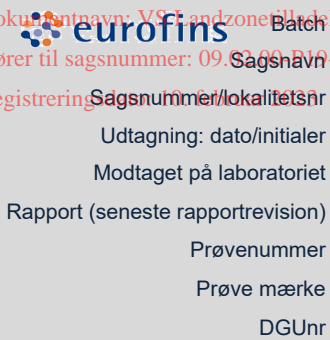 eurofins
Batch
Sagsnavn
Sagsnummer/lokalitetsnr
Udtagning: dato/initialer
Modtaget på laboratoriet
Rapport (seneste rapportrevision)
Prøvenummer
Prøve mærke
DGUnr